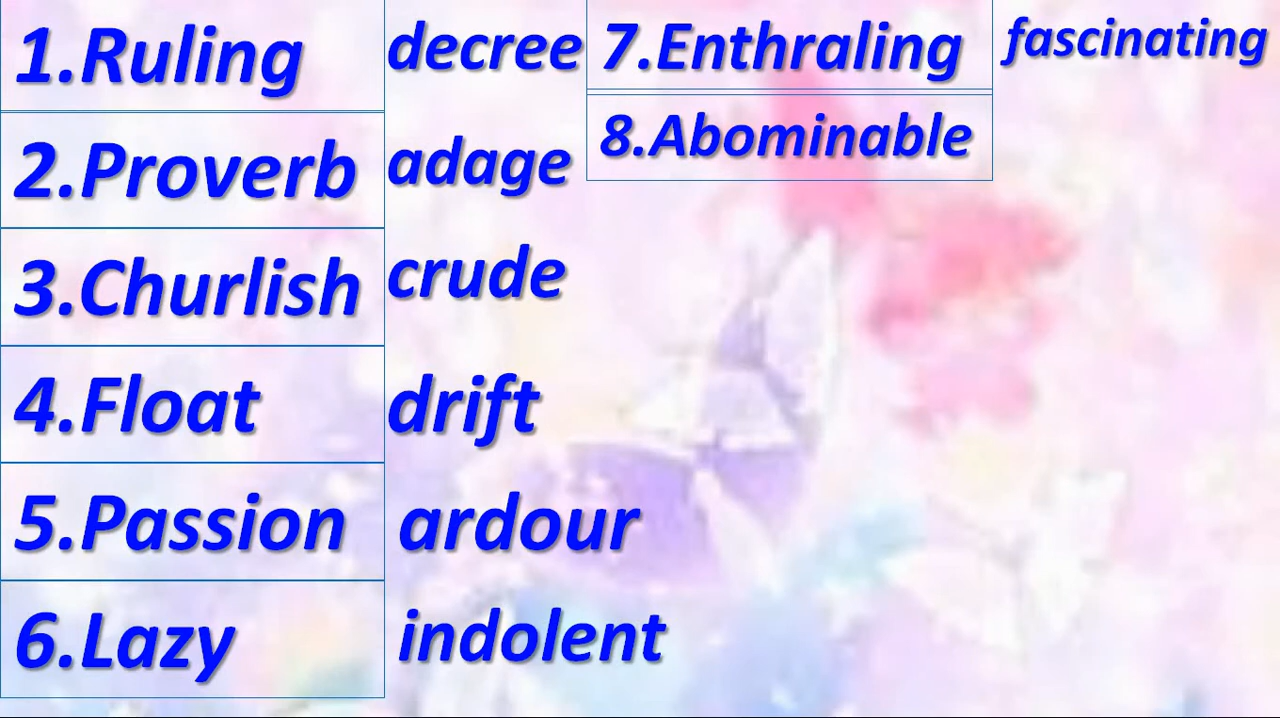 1.Ruling decree
2.Proverb adage
3.Churlish crude
4.Float drift
5.Passion ardour
6.Lazy indolent
7.Enthraling fascinating
8.Abominable